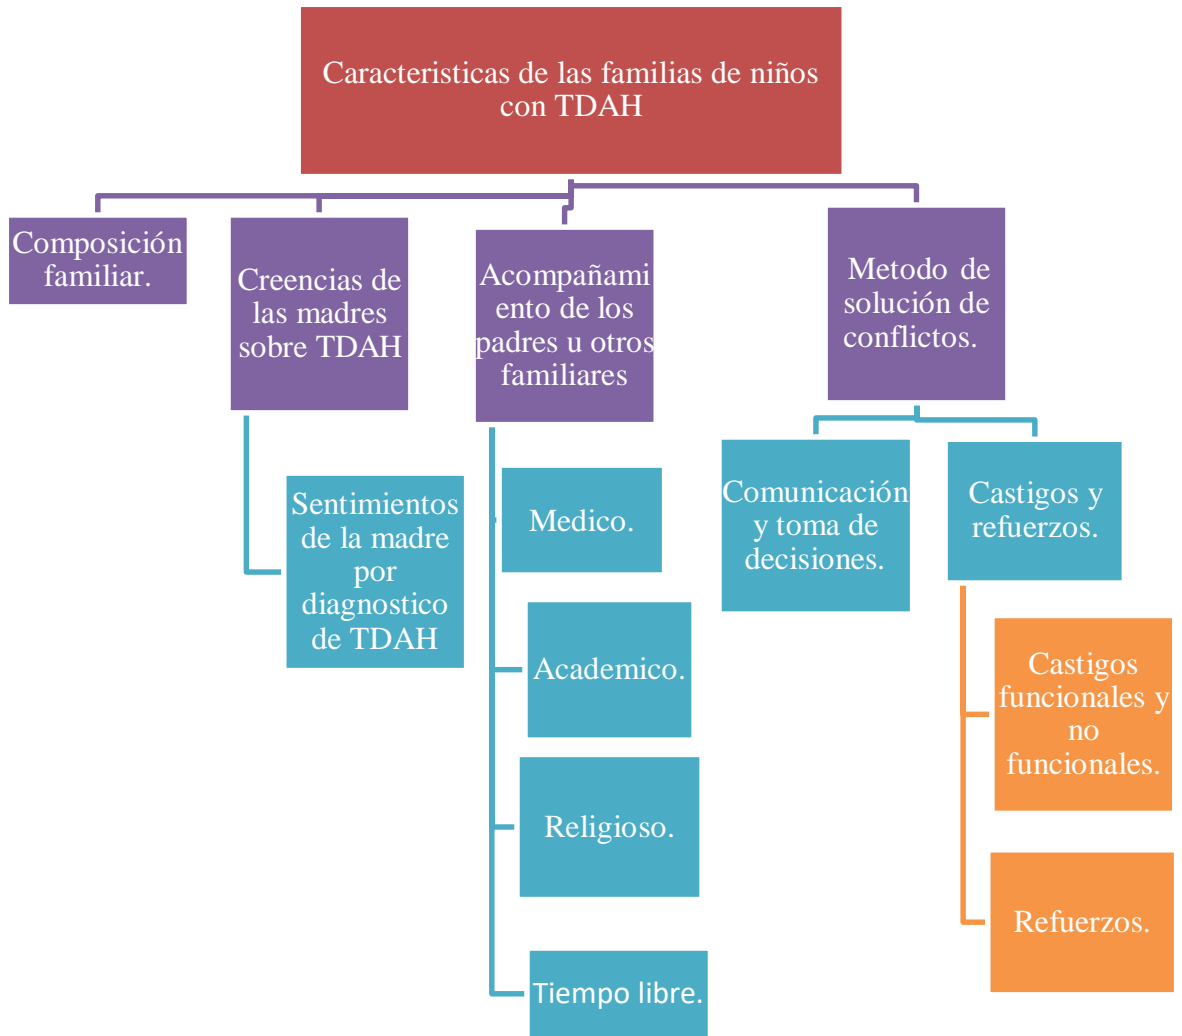 Caracteristicas de las familias de niños
con TDAH
Composición
familiar.
Creencias de
las madres
sobre TDAH
Sentimientos
de la madre
por
diagnostico
de TDAH
Acompañami
ento de los
padres u otros
familiares
Medico.
Academico.
Religioso.
Tiempo libre.
Metodo de
solución de
conflictos.
Comunicación
y toma de
decisiones.
Castigos y
refuerzos.
Castigos
funcionales y
no
funcionales.
Refuerzos.